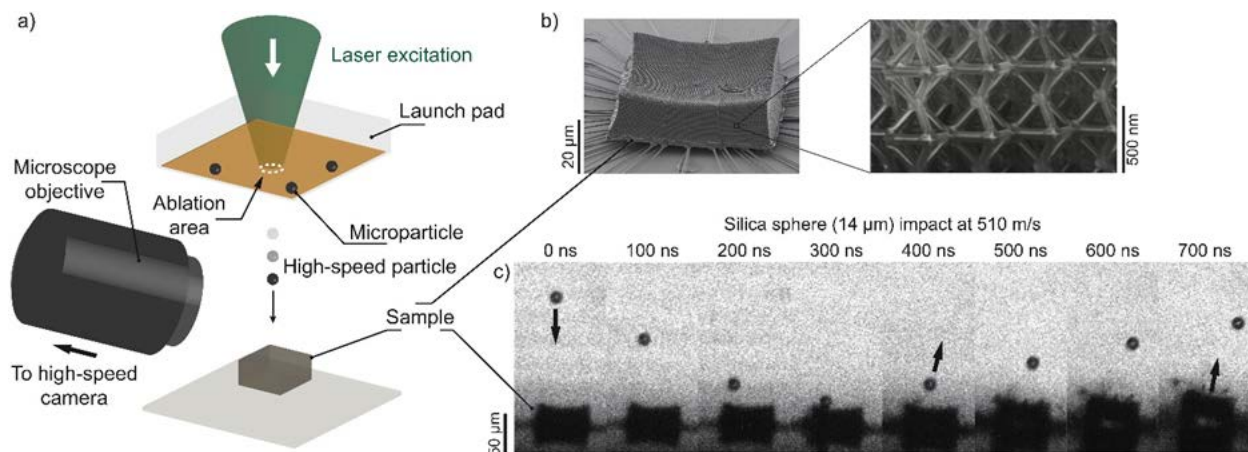 a)
Laser excitation
Launch pad
Microscope
objective
Ablation
area
Microparticle
High-speed particle
Sample
To high-speed
camera
b)
20 µm
500 nm
Silica sphere (14 µm) impact at 510 m/s
0 ns 100 ns 200 ns 300 ns 400 ns 500 ns 600 ns 700 ns
c)
50 µm